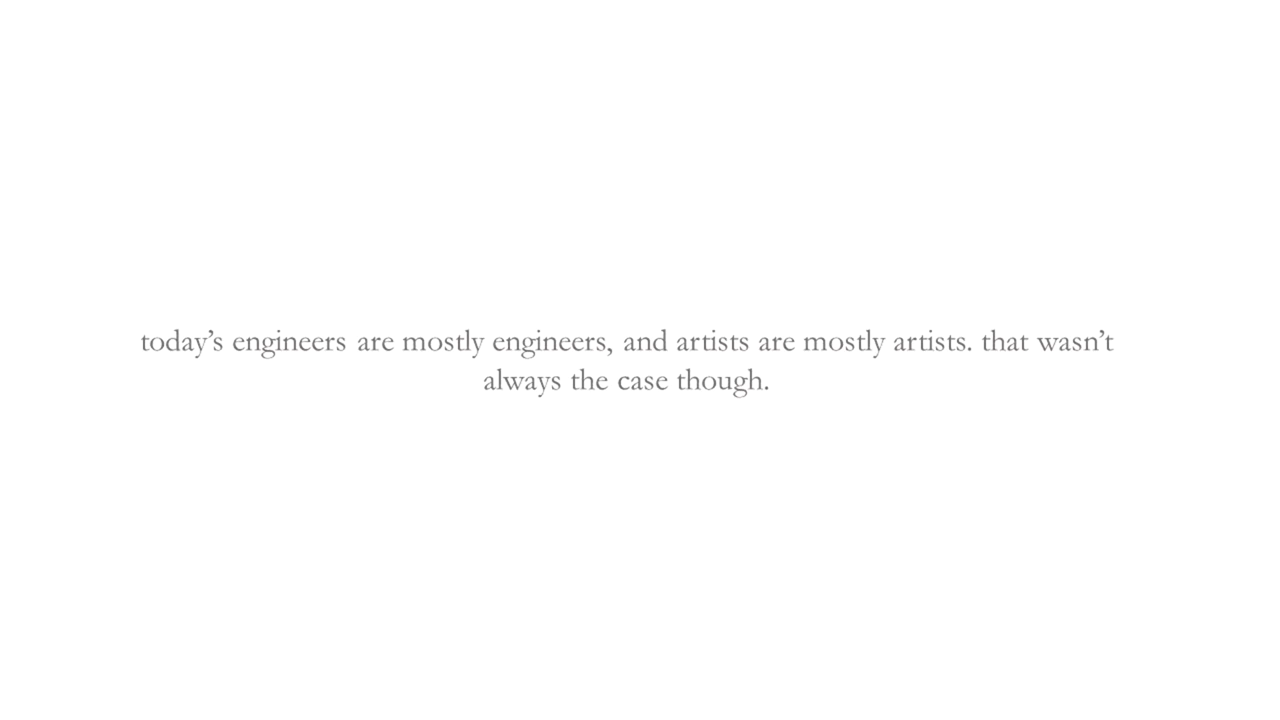 today’s engineers are mostly engineers, and artists are mostly artists. that wasn’t
always the case though.